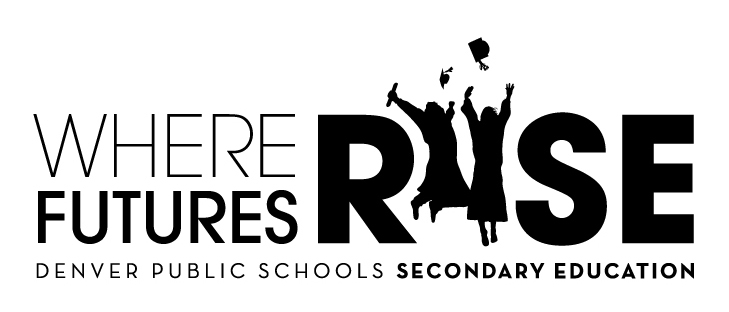 WHERE
FUTURES RISE
DENVER PUBLIC SCHOOLS SECONDARY EDUCATION